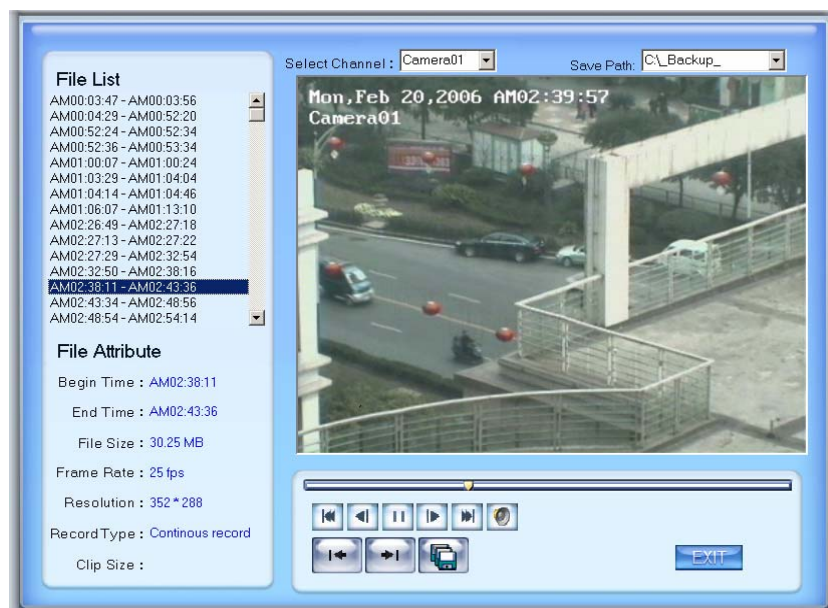 Select Channel : Camera01
Save Path: C:\_Backup_
File List
AM00:03:47 - AM00:03:56
AM00:04:29 - AM00:52:20
AM00:52:24 - AM00:52:34
AM00:52:36 - AM00:53:34
AM01:00:07 - AM01:00:24
AM01:03:29 - AM01:04:04
AM01:04:14 - AM01:04:46
AM01:06:07 - AM01:13:10
AM02:26:49 - AM02:27:18
AM02:27:13 - AM02:27:22
AM02:27:29 - AM02:32:54
AM02:32:50 - AM02:38:16
AM02:38:11 - AM02:43:36
AM02:43:34 - AM02:48:56
AM02:48:54 - AM02:54:14
Mon,Feb 20,2006 AM02:39:57
Camera01
File Attribute
Begin Time : AM02:38:11
End Time : AM02:43:36
File Size : 30.25 MB
Frame Rate : 25 fps
Resolution : 352 * 288
Record Type : Continous record
Clip Size :
EXIT